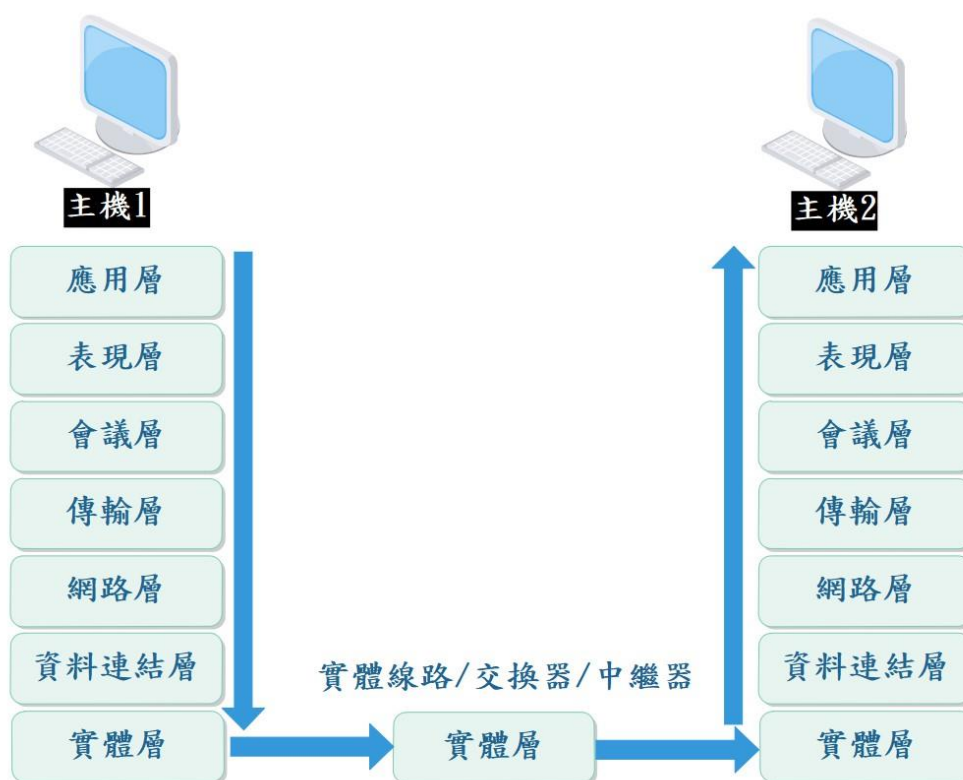 主機1
應用層
表現層
會議層
傳輸層
網路層
資料連結層
實體層
實體線路/交換器/中繼器
實體層
主機2
應用層
表現層
會議層
傳輸層
網路層
資料連結層
實體層